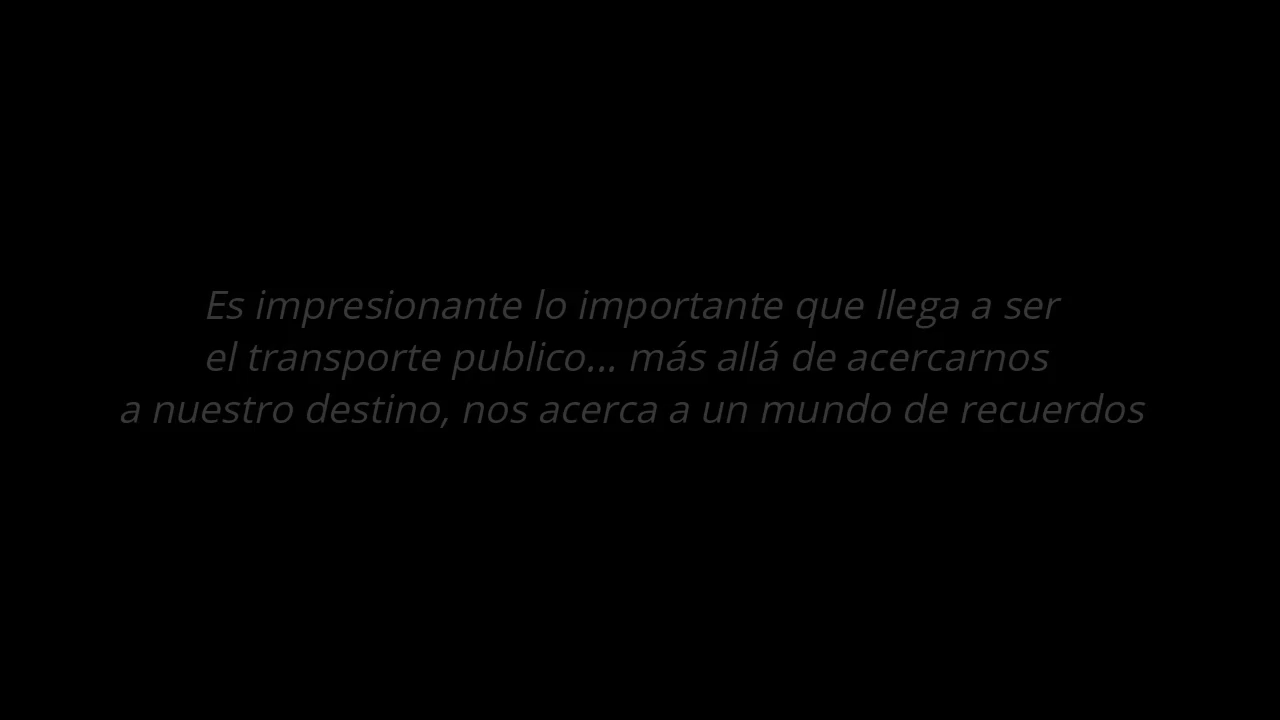 Es impresionante lo importante que llega a ser
el transporte publico... más allá de acercarnos
a nuestro destino, nos acerca a un mundo de recuerdos